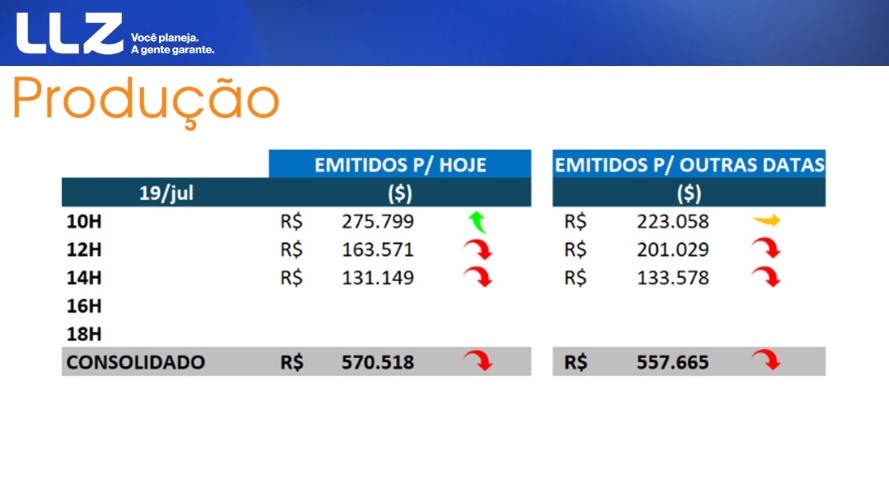 LLZ Você planeja.
A gente garante.
Produção
EMITIDOS P/ HOJE EMITIDOS P/ OUTRAS DATAS
19/jul ($) ($)
10H R$ 275.799 R$ 223.058
12H R$ 163.571 R$ 201.029
14H R$ 131.149 R$ 133.578
16H
18H
CONSOLIDADO R$ 570.518 R$ 557.665